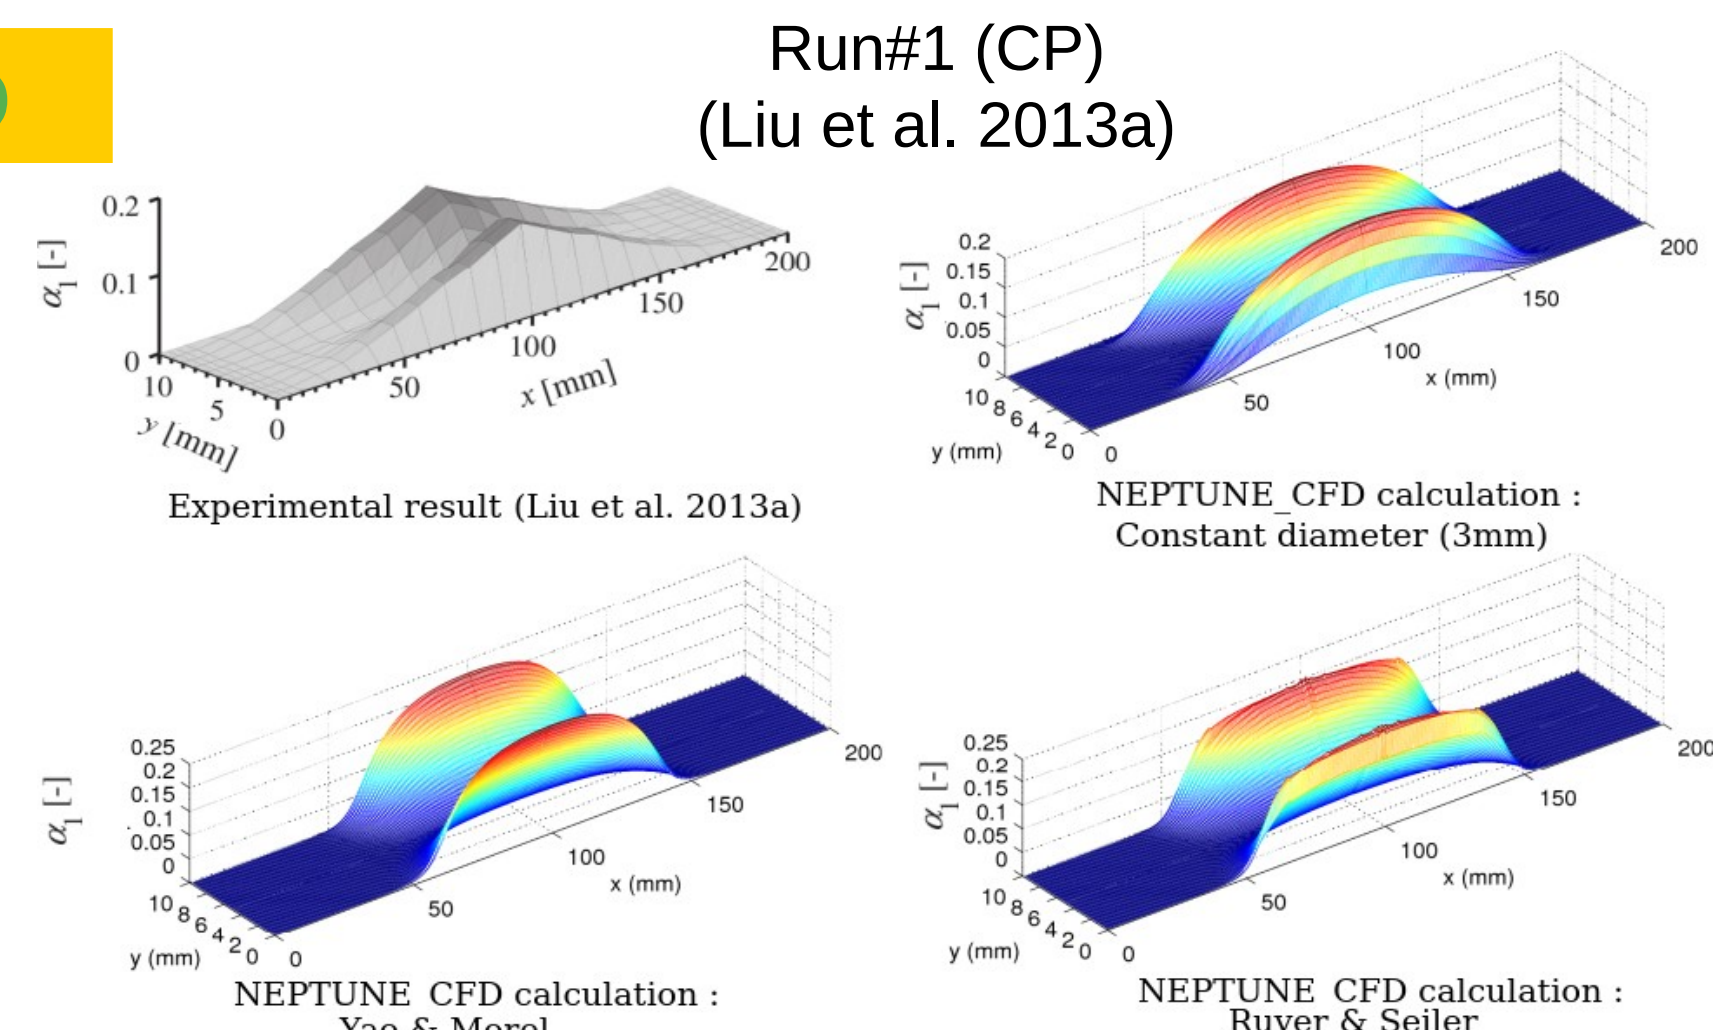 Run#1 (CP)
(Liu et al. 2013a)
0.2
0.1
0
α1 [-]
10
5
0
y [mm]
50
100
150
200
x [mm]
Experimental result (Liu et al. 2013a)
0.2
0.15
0.1
0.05
0
α1 [-]
10
8
6
4
2
0
y (mm)
0
50
100
150
200
x (mm)
NEPTUNE_CFD calculation :
Constant diameter (3mm)
0.25
0.2
0.15
0.1
0.05
0
α1 [-]
10
8
6
4
2
0
y (mm)
0
50
100
150
200
x (mm)
NEPTUNE_CFD calculation :
Yao & Morel
0.25
0.2
0.15
0.1
0.05
0
α1 [-]
10
8
6
4
2
0
y (mm)
0
50
100
150
200
x (mm)
NEPTUNE_CFD calculation :
Ruyer & Seiler